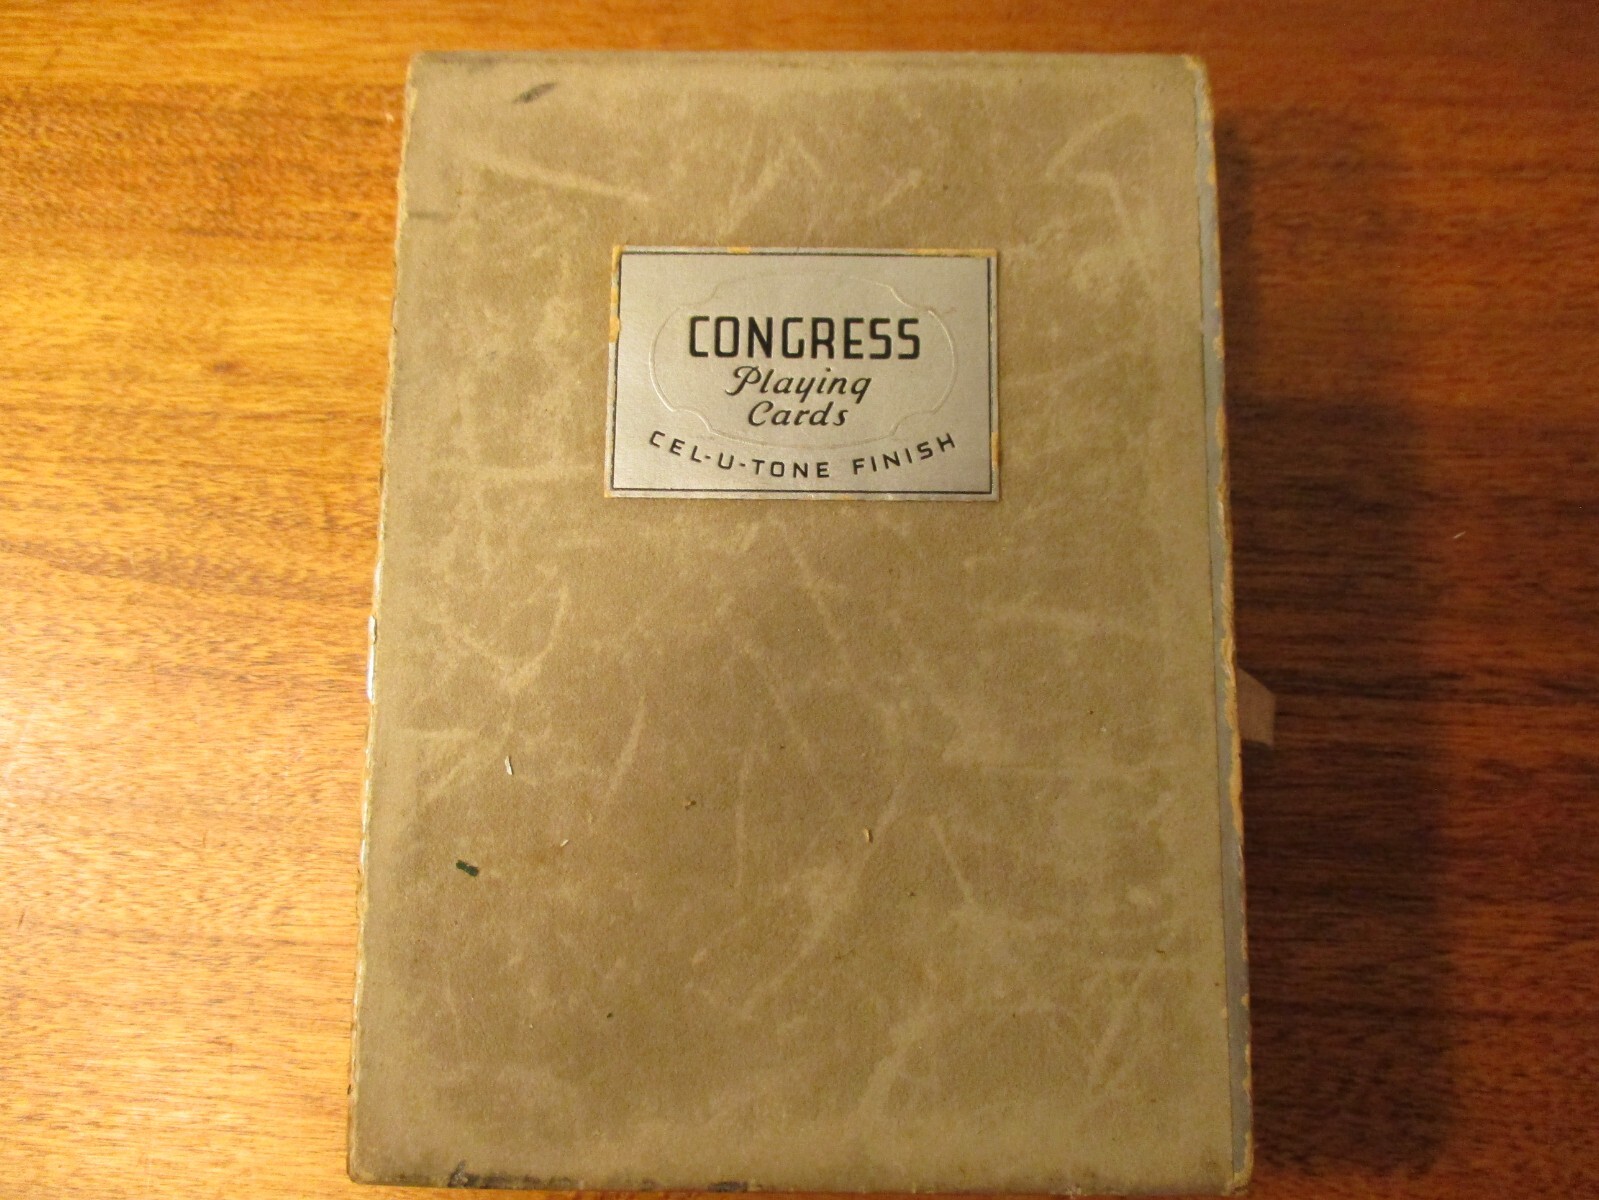 CONGRESS
Playing
Cards
CEL-U-TONE FINISH